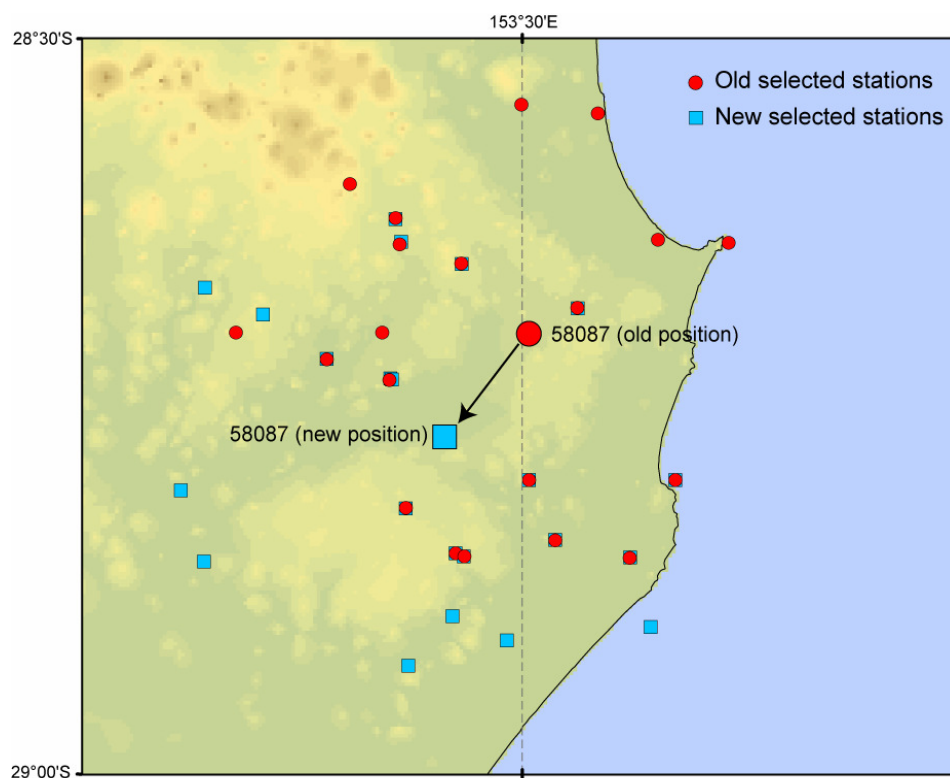 153°30'E
28°30'S
Old selected stations
New selected stations
58087 (old position)
58087 (new position)
29°00'S